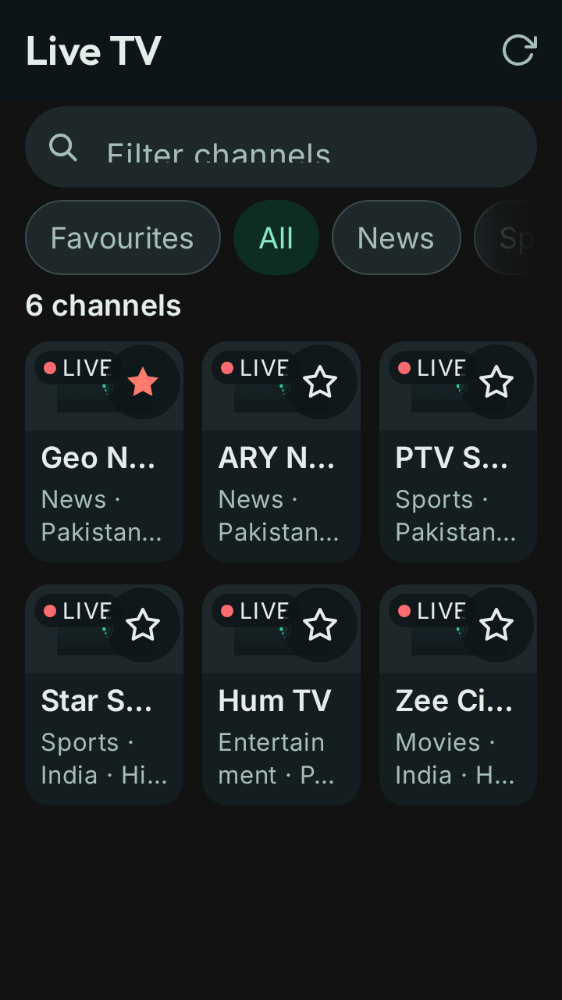 Live TV
Filter channels
Favourites
All
News
Sp
6 channels
LIVE
LIVE
LIVE
Geo N...
ARY N...
PTV S...
News ·
Pakistan...
News ·
Pakistan...
Sports ·
Pakistan...
LIVE
LIVE
LIVE
Star S...
Hum TV
Zee Ci...
Sports ·
India · Hi...
Entertain
ment · P...
Movies ·
India · H...